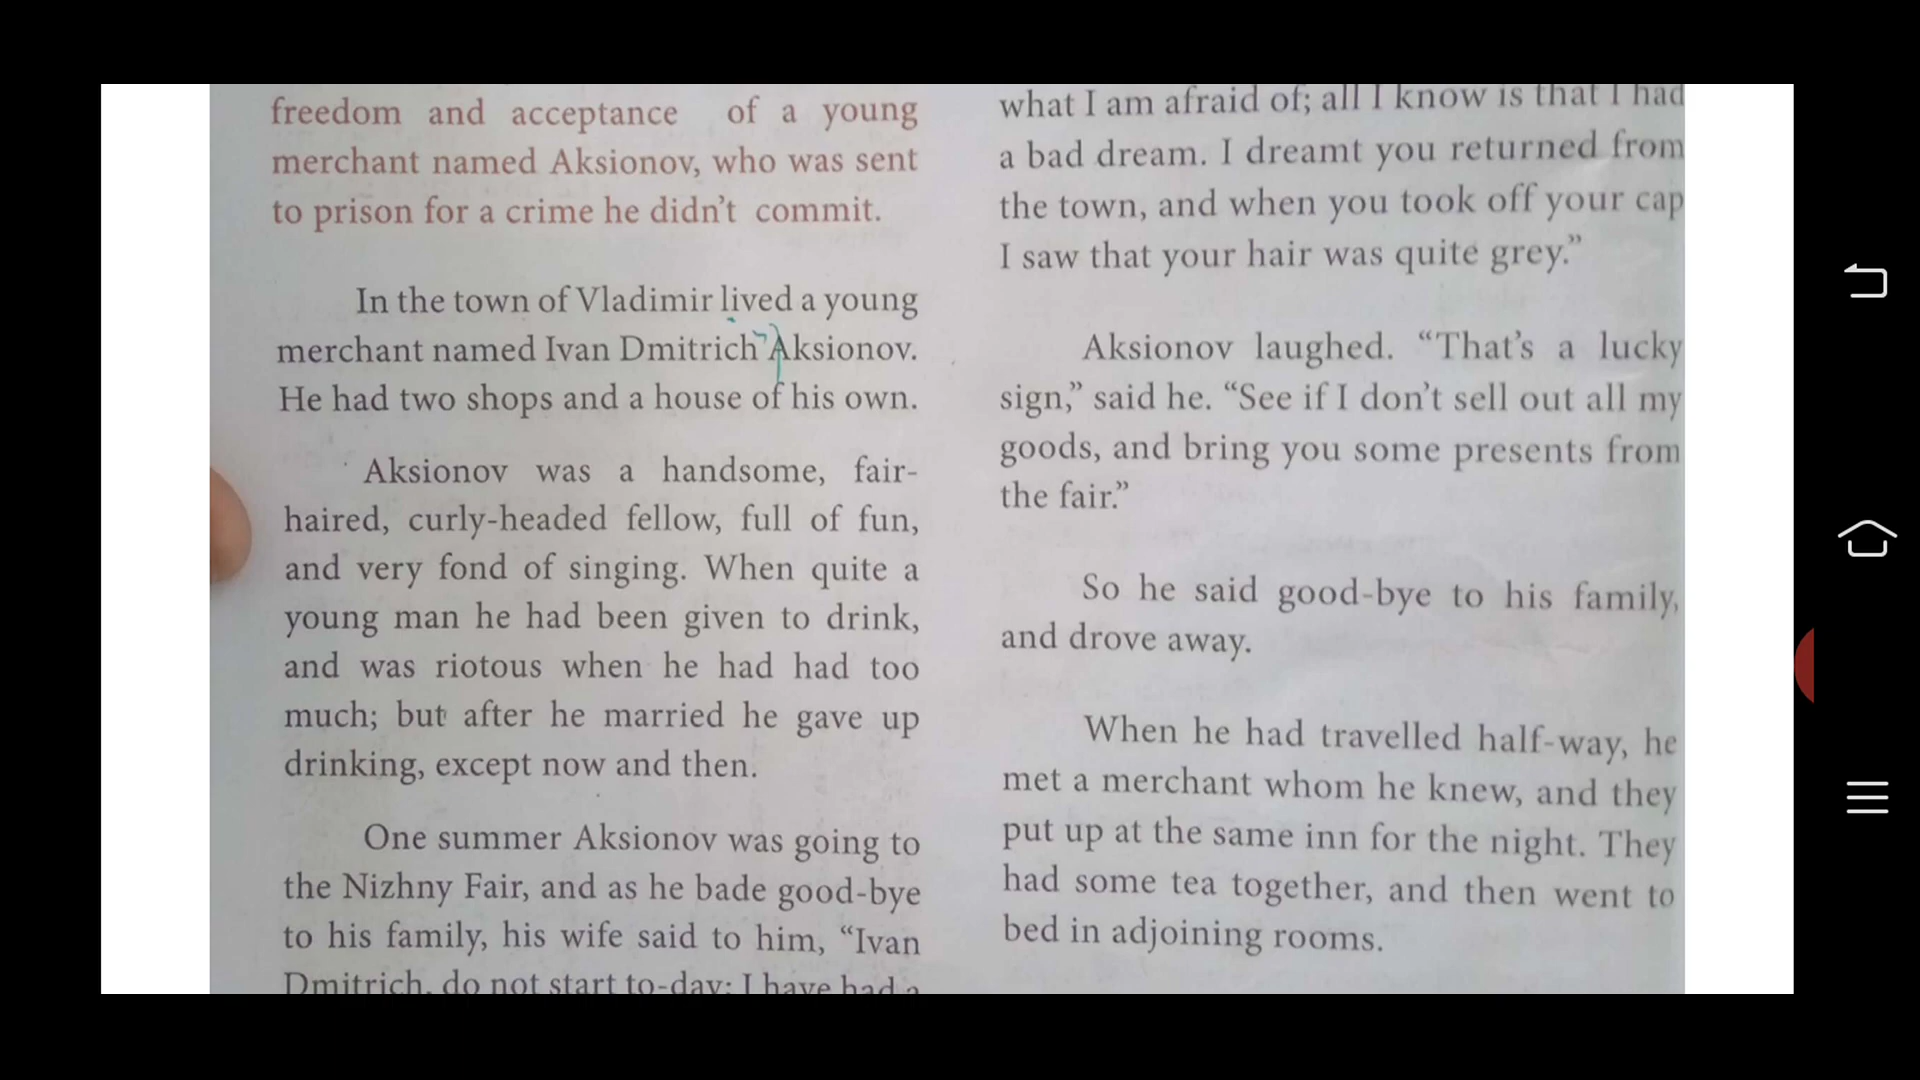 freedom and acceptance of a young
merchant named Aksionov, who was sent
to prison for a crime he didn't commit.
In the town of Vladimir lived a young
merchant named Ivan Dmitrich Aksionov.
He had two shops and a house of his own.
Aksionov was a handsome, fair-
haired, curly-headed fellow, full of fun,
and very fond of singing. When quite a
young man he had been given to drink,
and was riotous when he had had too
much; but after he married he gave up
drinking, except now and then.
One summer Aksionov was going to
the Nizhny Fair, and as he bade good-bye
to his family, his wife said to him, “Ivan
Dmitrich, do not start to-day; I have had a
what I am afraid of; all I know is that I had
a bad dream. I dreamt you returned from
the town, and when you took off your cap
I saw that your hair was quite grey.”
Aksionov laughed. “That's a lucky
sign,” said he. “See if I don't sell out all my
goods, and bring you some presents from
the fair.”
So he said good-bye to his family,
and drove away.
When he had travelled half-way, he
met a merchant whom he knew, and they
put up at the same inn for the night. They
had some tea together, and then went to
bed in adjoining rooms.